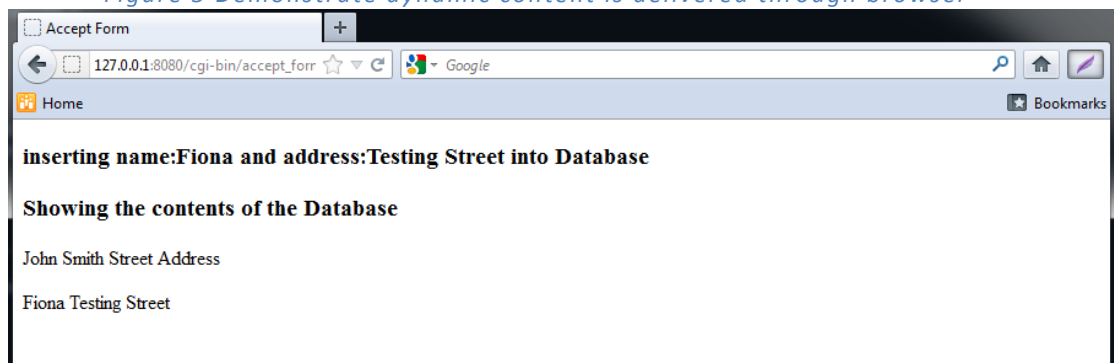 Figure 3 Demonstrate dynamic content is delivered through browser
Accept Form
127.0.0.1:8080/cgi-bin/accept_forr
Google
Home
Bookmarks
inserting name:Fiona and address:Testing Street into Database
Showing the contents of the Database
John Smith Street Address
Fiona Testing Street